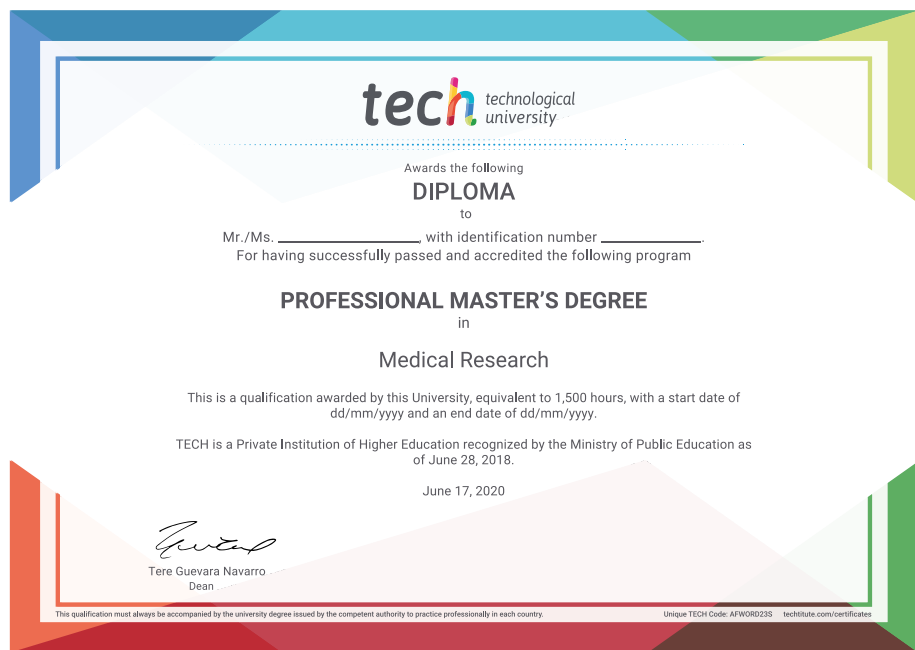 tech technological
university
Awards the following
DIPLOMA
to
Mr./Ms. ____________________, with identification number ______________.
For having successfully passed and accredited the following program
PROFESSIONAL MASTER’S DEGREE
in
Medical Research
This is a qualification awarded by this University, equivalent to 1,500 hours, with a start date of
dd/mm/yyyy and an end date of dd/mm/yyyy.
TECH is a Private Institution of Higher Education recognized by the Ministry of Public Education as
of June 28, 2018.
June 17, 2020
Tere Guevara Navarro
Dean
This qualification must always be accompanied by the university degree issued by the competent authority to practice professionally in each country.
Unique TECH Code: AFWORD23S techtitute.com/certificates